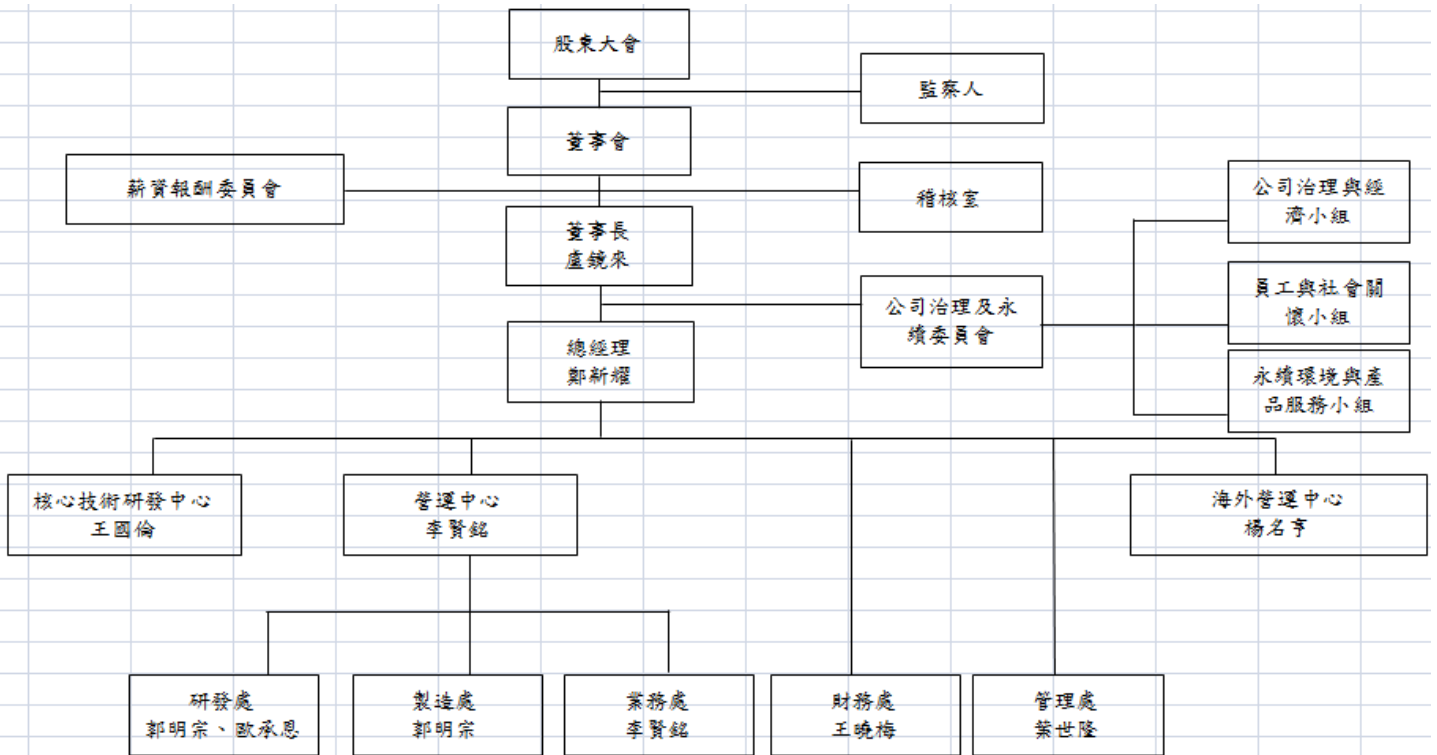 股東大會
監察人
董事會
薪資報酬委員會
稽核室
公司治理與經
濟小組
董事長
盧鏡來
公司治理及永
續委員會
員工與社會關
懷小組
總經理
鄭新耀
永續環境與產
品服務小組
核心技術研發中心
王國倫
營運中心
李賢銘
海外營運中心
楊名亨
研發處
郭明宗、歐承恩
製造處
郭明宗
業務處
李賢銘
財務處
王曉梅
管理處
葉世隆